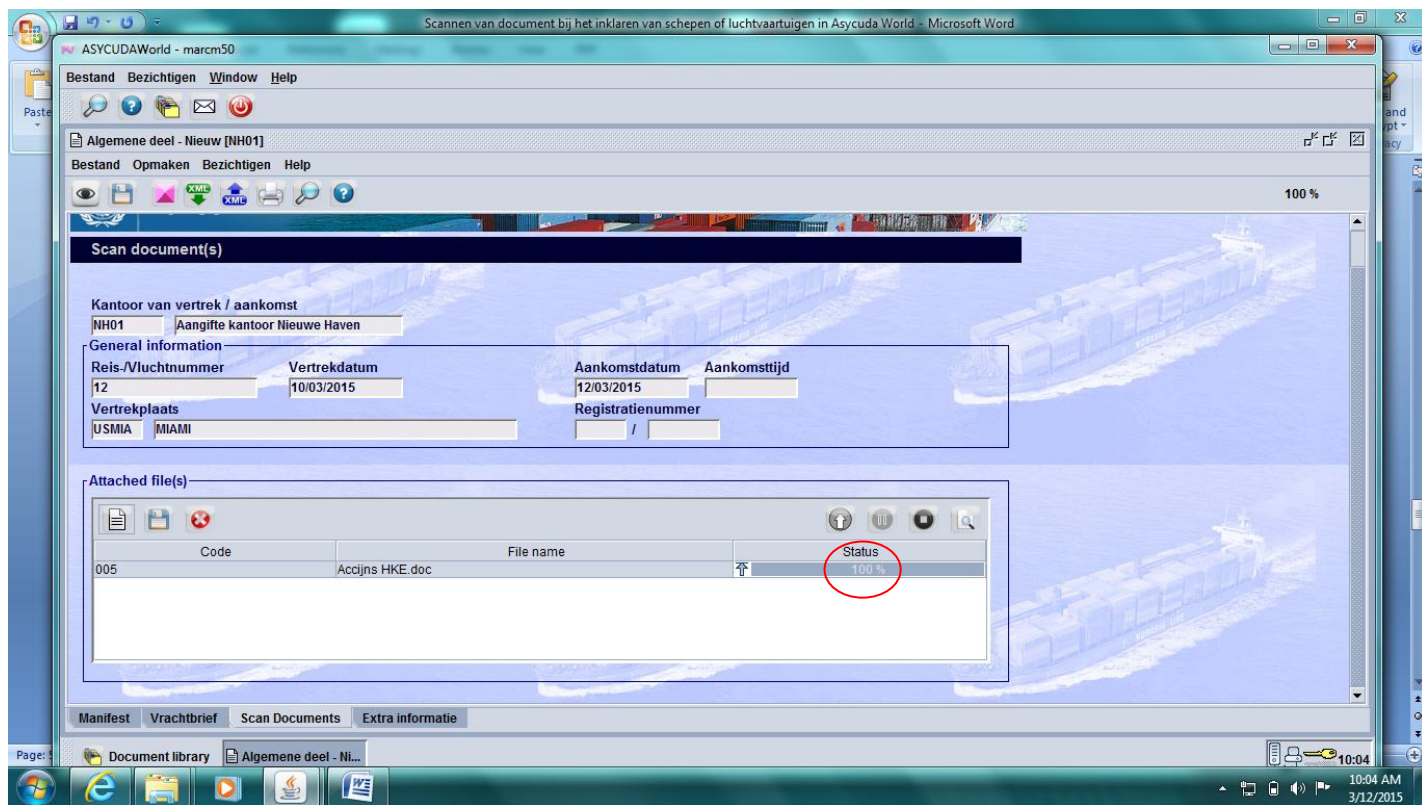 Scannen van document bij het inklaren van schepen of luchtvaartuigen in Asycuda World - Microsoft Word
ASYCUDAWorld - marcm50
Bestand Bezichtigen Window Help
Paste
Algemene deel - Nieuw [NH01]
Bestand Opmaken Bezichtigen Help
XML XML
100 %
Scan document(s)
Kantoor van vertrek / aankomst
NH01 Aangifte kantoor Nieuwe Haven
General information
Reis-/Vluchtnummer Vertrekdatum Aankomstdatum Aankomsttijd
12 10/03/2015 12/03/2015
Vertrekplaats Registratienummer
USMIA MIAMI /
Attached file(s)
Code File name Status
005 Accijns HKE.doc 100 %
Manifest Vrachtbrief Scan Documents Extra informatie
Page:
Document library Algemene deel - Ni... 10:04
10:04 AM
3/12/2015